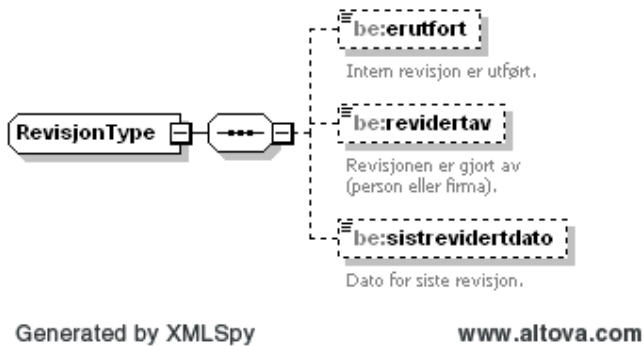 be:erutfort
Intern revisjon er utført.
RevisjonType
be:revidertav
Revisjonen er gjort av
(person eller firma).
be:sistrevidertdato
Dato for siste revisjon.
Generated by XMLSpy
www.altova.com